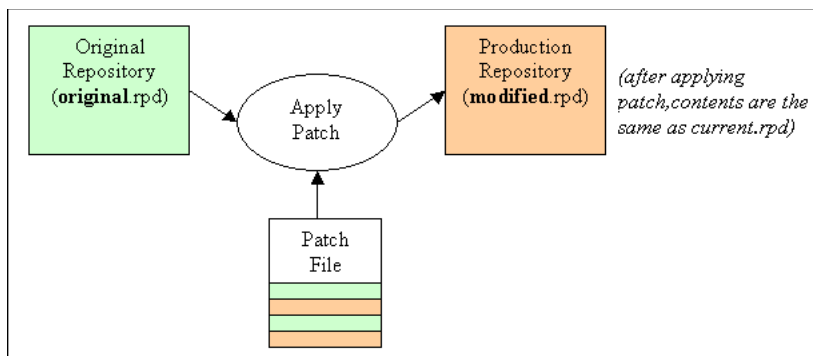 Original
Repository
(original.rpd)
Apply
Patch
Production
Repository
(modified.rpd)
(after applying
patch,contents are the
same as current.rpd)
Patch
File